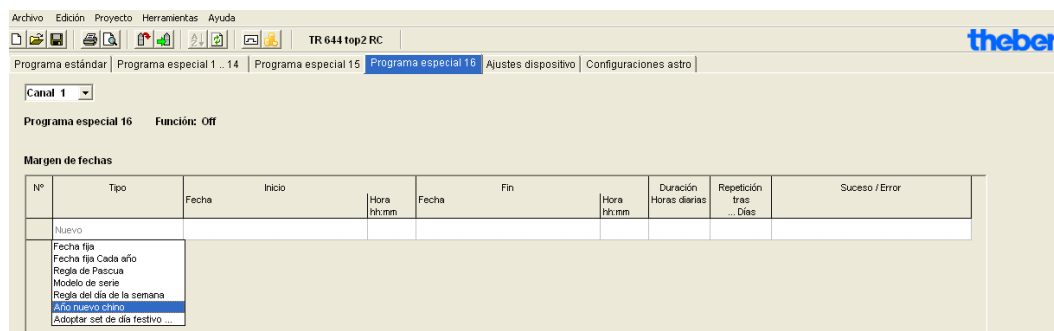 Archivo Edición Proyecto Herramientas Ayuda
TR 644 top2 RC
theben
Programa estándar Programa especial 1 .. 14 Programa especial 15 Programa especial 16 Ajustes dispositivo Configuraciones astro
Canal 1
Programa especial 16 Función: Off
Margen de fechas
Nº Tipo Inicio Fin Duración Repetición Suceso / Error
Fecha Hora Fecha Hora Horas diarias tras
hh:mm hh:mm ... Días
Nuevo
Fecha fija
Fecha fija Cada año
Regla de Pascua
Modelo de serie
Regla del día de la semana
Año nuevo chino
Adoptar set de día festivo ...